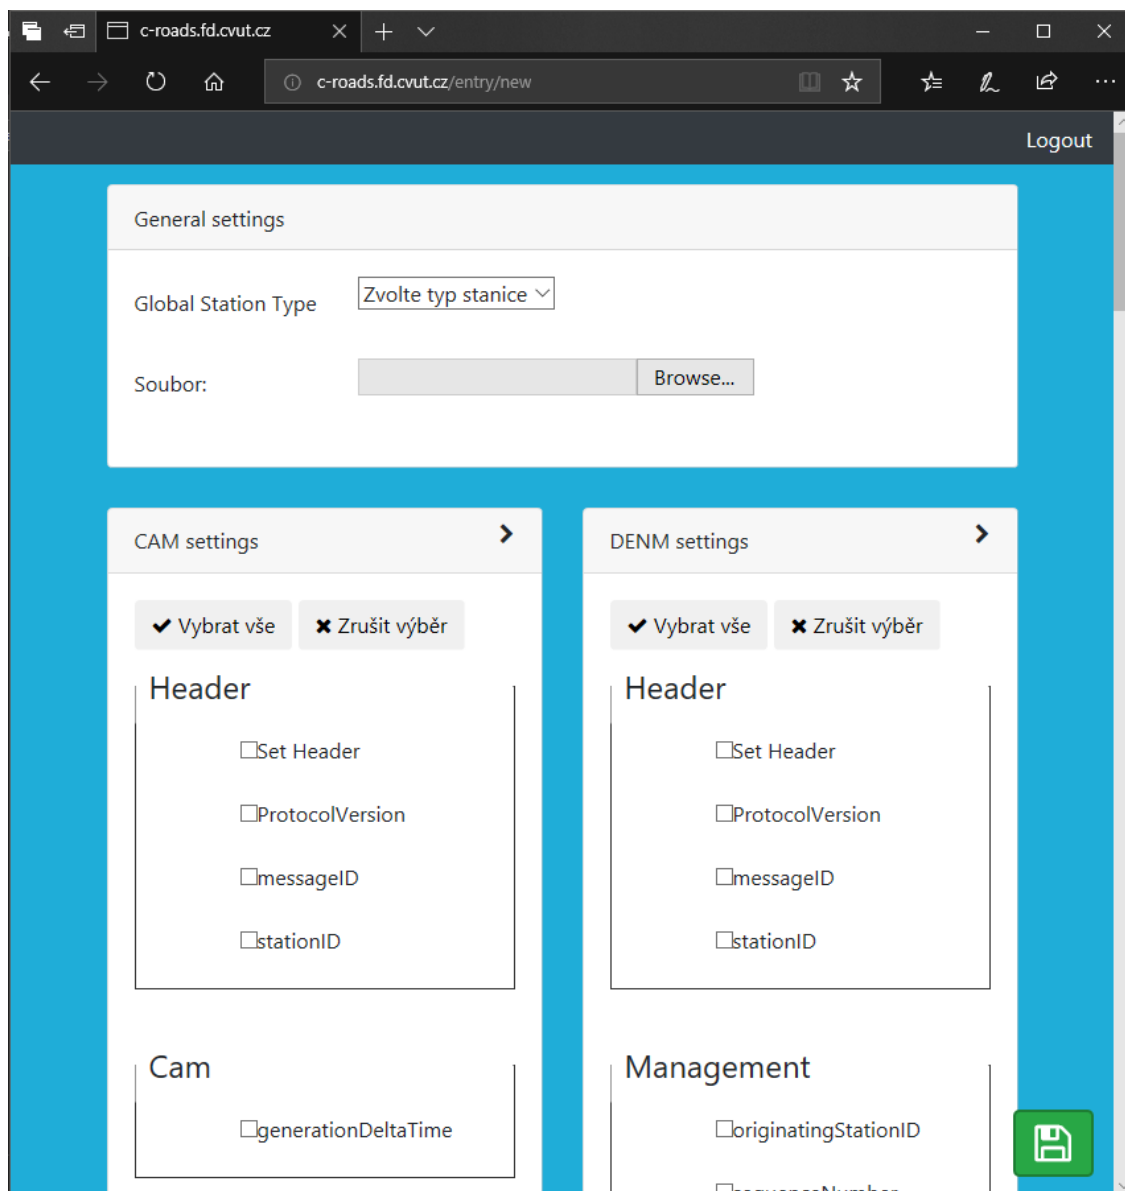 c-roads.fd.cvut.cz
c-roads.fd.cvut.cz/entry/new
Logout
General settings
Global Station Type
Zvolte typ stanice
Soubor:
Browse...
CAM settings
Vybrat vše
Zrušit výběr
Header
Set Header
ProtocolVersion
messageID
stationID
Cam
generationDeltaTime
DENM settings
Vybrat vše
Zrušit výběr
Header
Set Header
ProtocolVersion
messageID
stationID
Management
originatingStationID
sequenceNumber